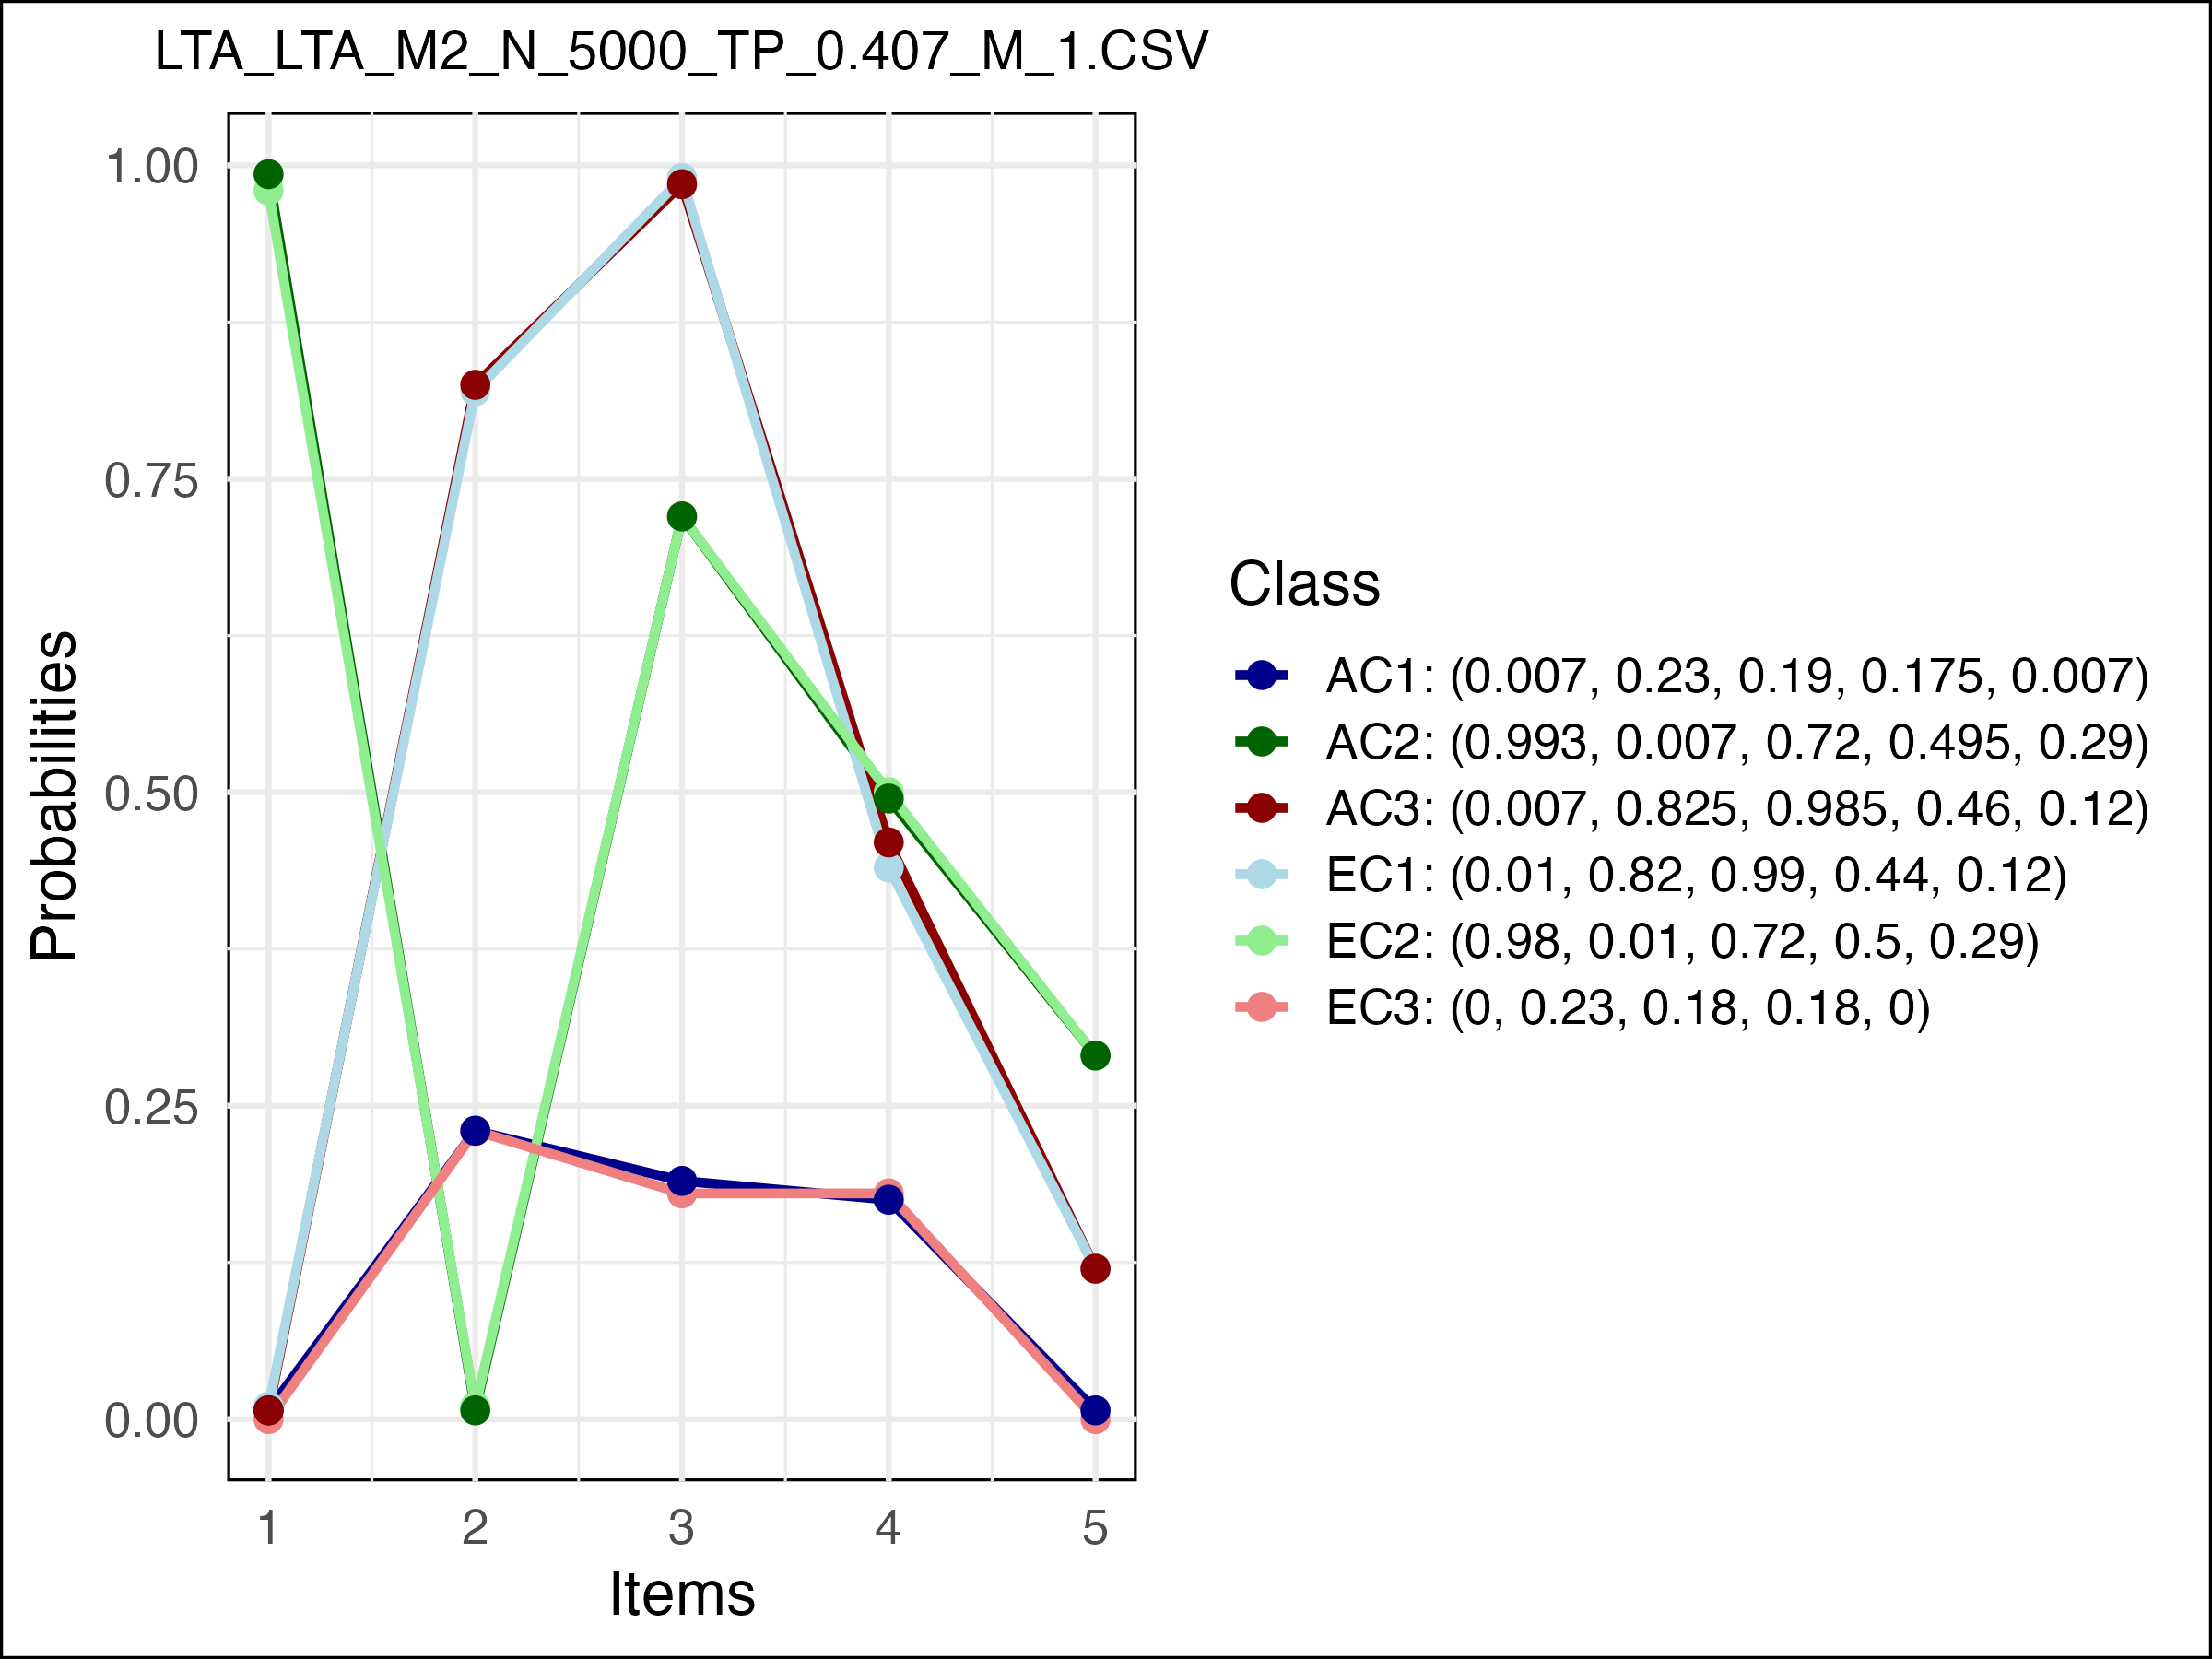 LTA_LTA_M2_N_5000_TP_0.407_M_1.CSV
1.00
0.75
0.50
0.25
0.00
Probabilities
1 2 3 4 5
Items
Class
AC1: (0.007, 0.23, 0.19, 0.175, 0.007)
AC2: (0.993, 0.007, 0.72, 0.495, 0.29)
AC3: (0.007, 0.825, 0.985, 0.46, 0.12)
EC1: (0.01, 0.82, 0.99, 0.44, 0.12)
EC2: (0.98, 0.01, 0.72, 0.5, 0.29)
EC3: (0, 0.23, 0.18, 0.18, 0)